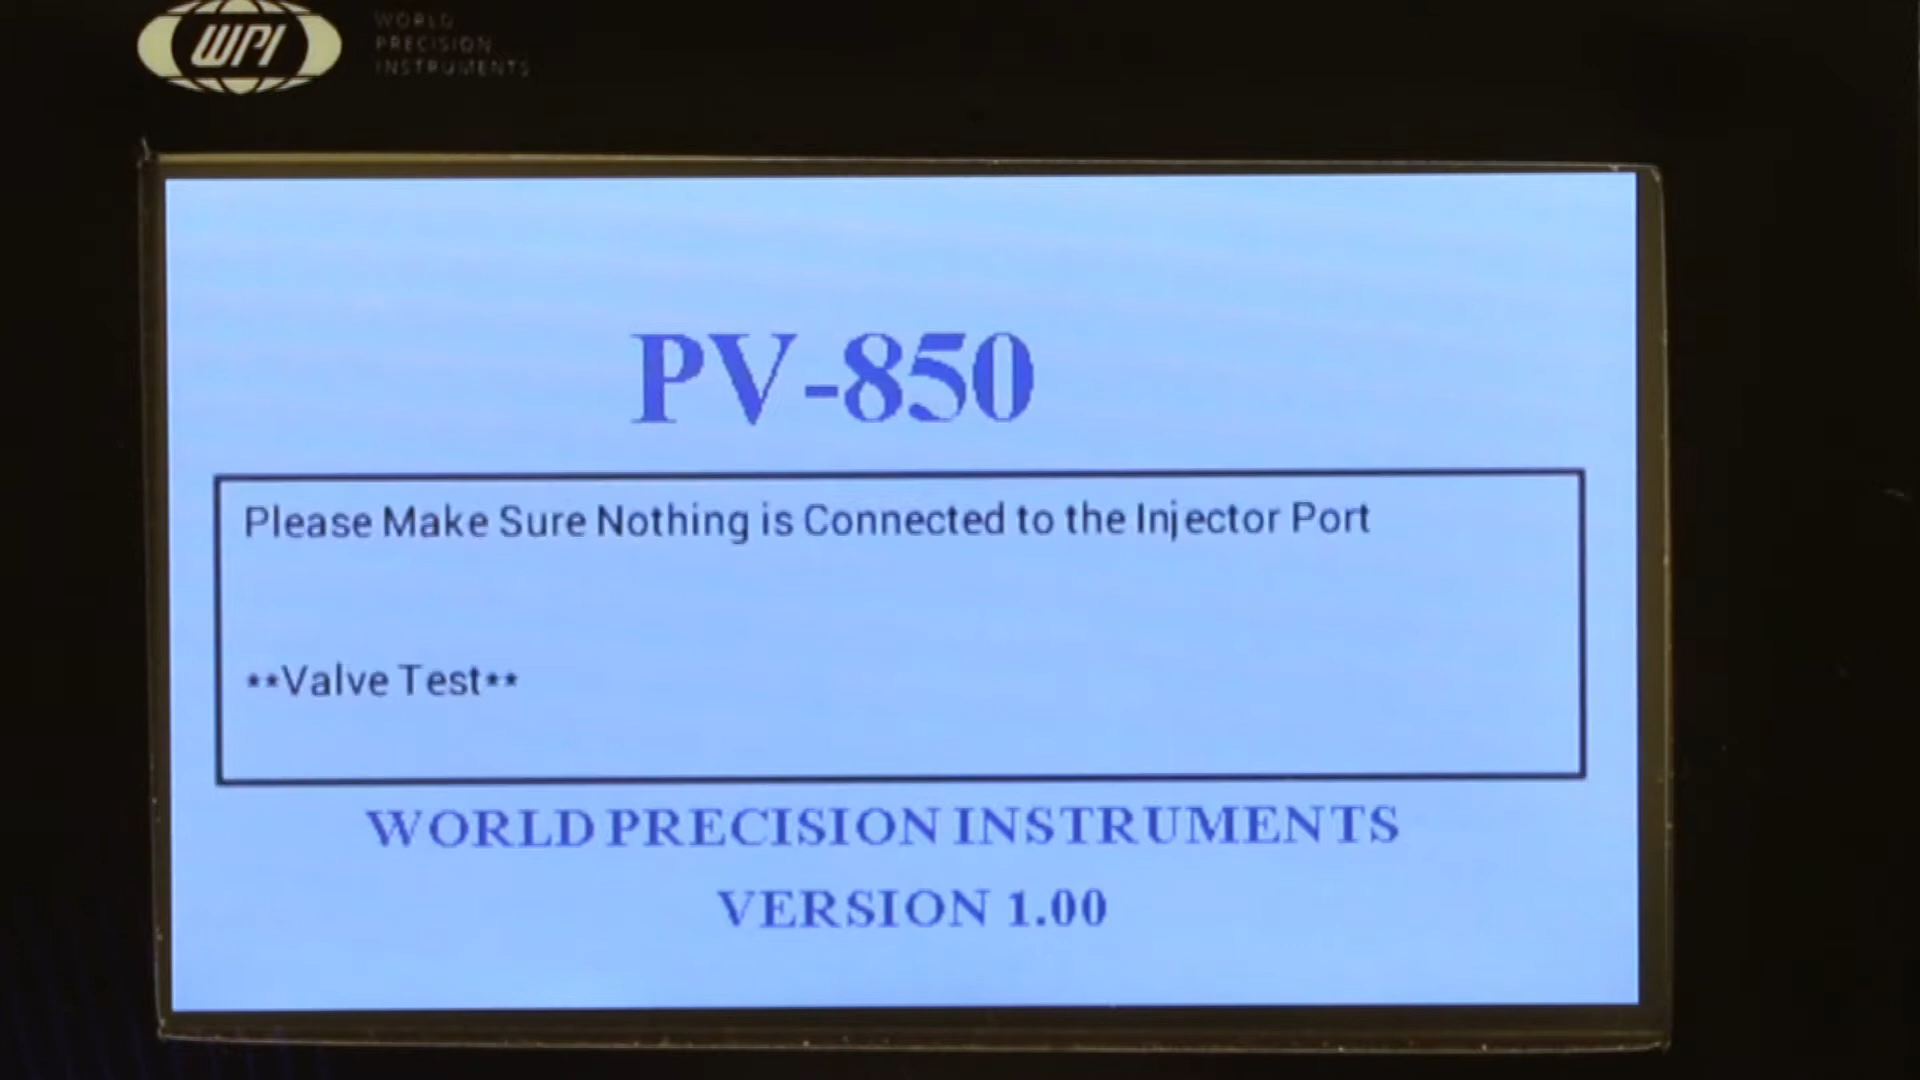 WPI
WORLD
PRECISION
INSTRUMENTS
PV-850
Please Make Sure Nothing is Connected to the Injector Port
**Valve Test**
WORLD PRECISION INSTRUMENTS
VERSION 1.00